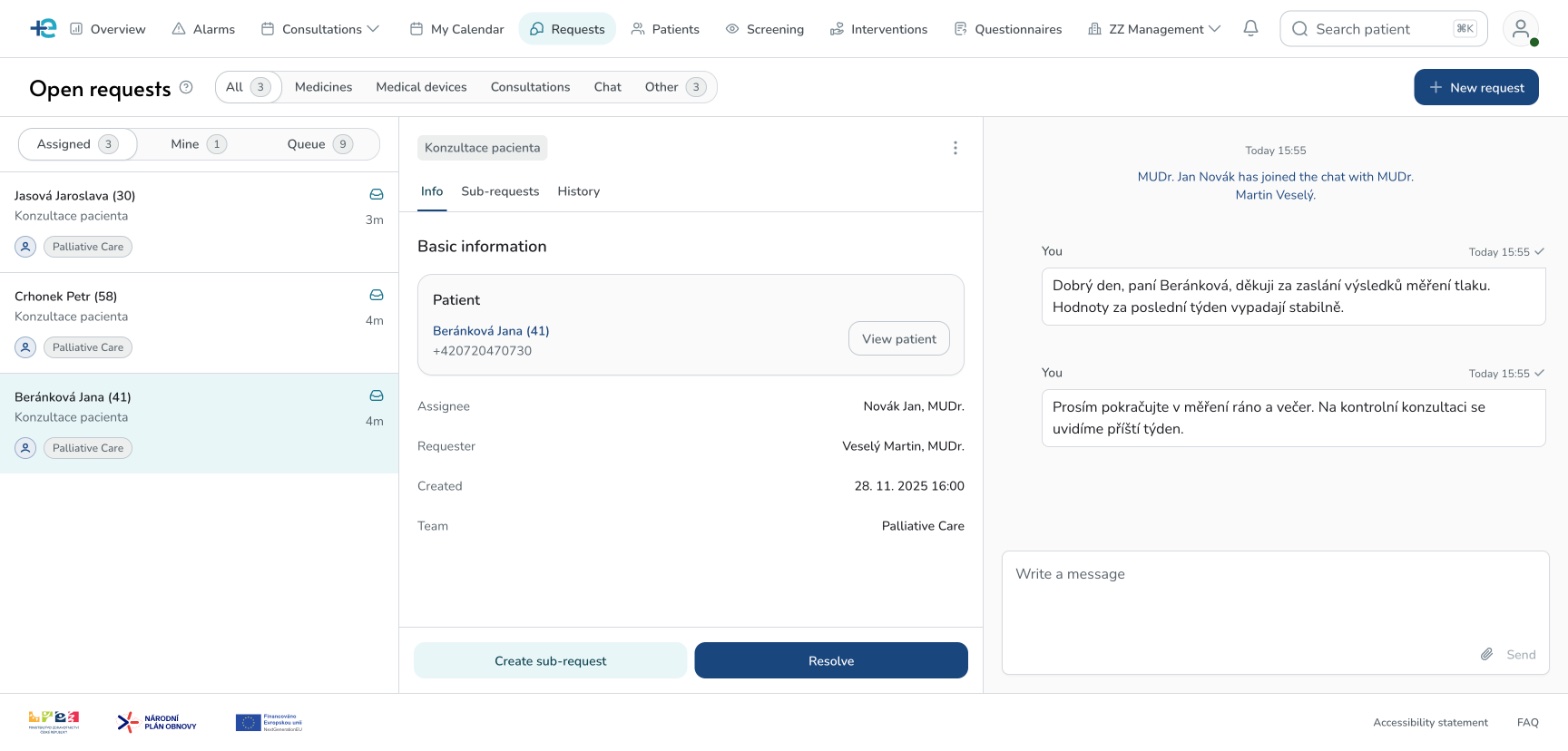 Overview
Alarms
Consultations
My Calendar
Requests
Patients
Screening
Interventions
Questionnaires
ZZ Management
Search patient
⌘K
Open requests
All 3
Medicines
Medical devices
Consultations
Chat
Other 3
New request
Assigned 3
Mine 1
Queue 9
Jasová Jaroslava (30)
Konzultace pacienta
3m
Palliative Care
Crhonek Petr (58)
Konzultace pacienta
4m
Palliative Care
Beránková Jana (41)
Konzultace pacienta
4m
Palliative Care
Konzultace pacienta
Info
Sub-requests
History
Basic information
Patient
Beránková Jana (41)
+420720470730
View patient
Assignee
Novák Jan, MUDr.
Requester
Veselý Martin, MUDr.
Created
28. 11. 2025 16:00
Team
Palliative Care
Create sub-request
Resolve
Today 15:55
MUDr. Jan Novák has joined the chat with MUDr.
Martin Veselý.
You
Today 15:55
Dobrý den, paní Beránková, děkuji za zaslání výsledků měření tlaku.
Hodnoty za poslední týden vypadají stabilně.
You
Today 15:55
Prosím pokračujte v měření ráno a večer. Na kontrolní konzultaci se
uvidíme příští týden.
Write a message
Send
NÁRODNÍ
PLÁN OBNOVY
Financováno
Evropskou unií
NextGenerationEU
Accessibility statement
FAQ